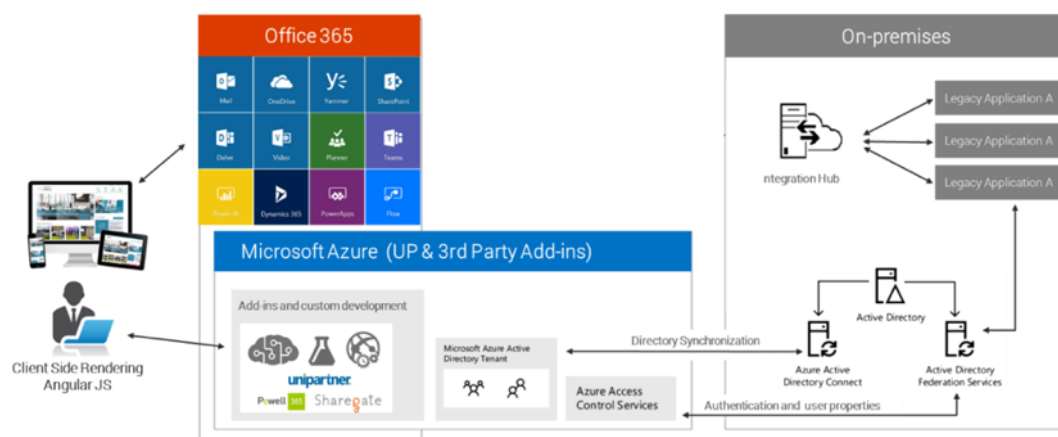 Office 365
On-premises
Mail
OneDrive
Yammer
SharePoint
Delve
Video
Planner
Teams
Power BI
Dynamics 365
PowerApps
Flow
Legacy Application A
Legacy Application A
Legacy Application A
ntegration Hub
Microsoft Azure (UP & 3rd Party Add-ins)
Add-ins and custom development
unipartner
Powell 365
Sharegate
Client Side Rendering
Angular JS
Microsoft Azure Active
Directory Tenant
Azure Access
Control Services
Directory Synchronization
Authentication and user properties
Active Directory
Azure Active
Directory Connect
Active Directory
Federation Services